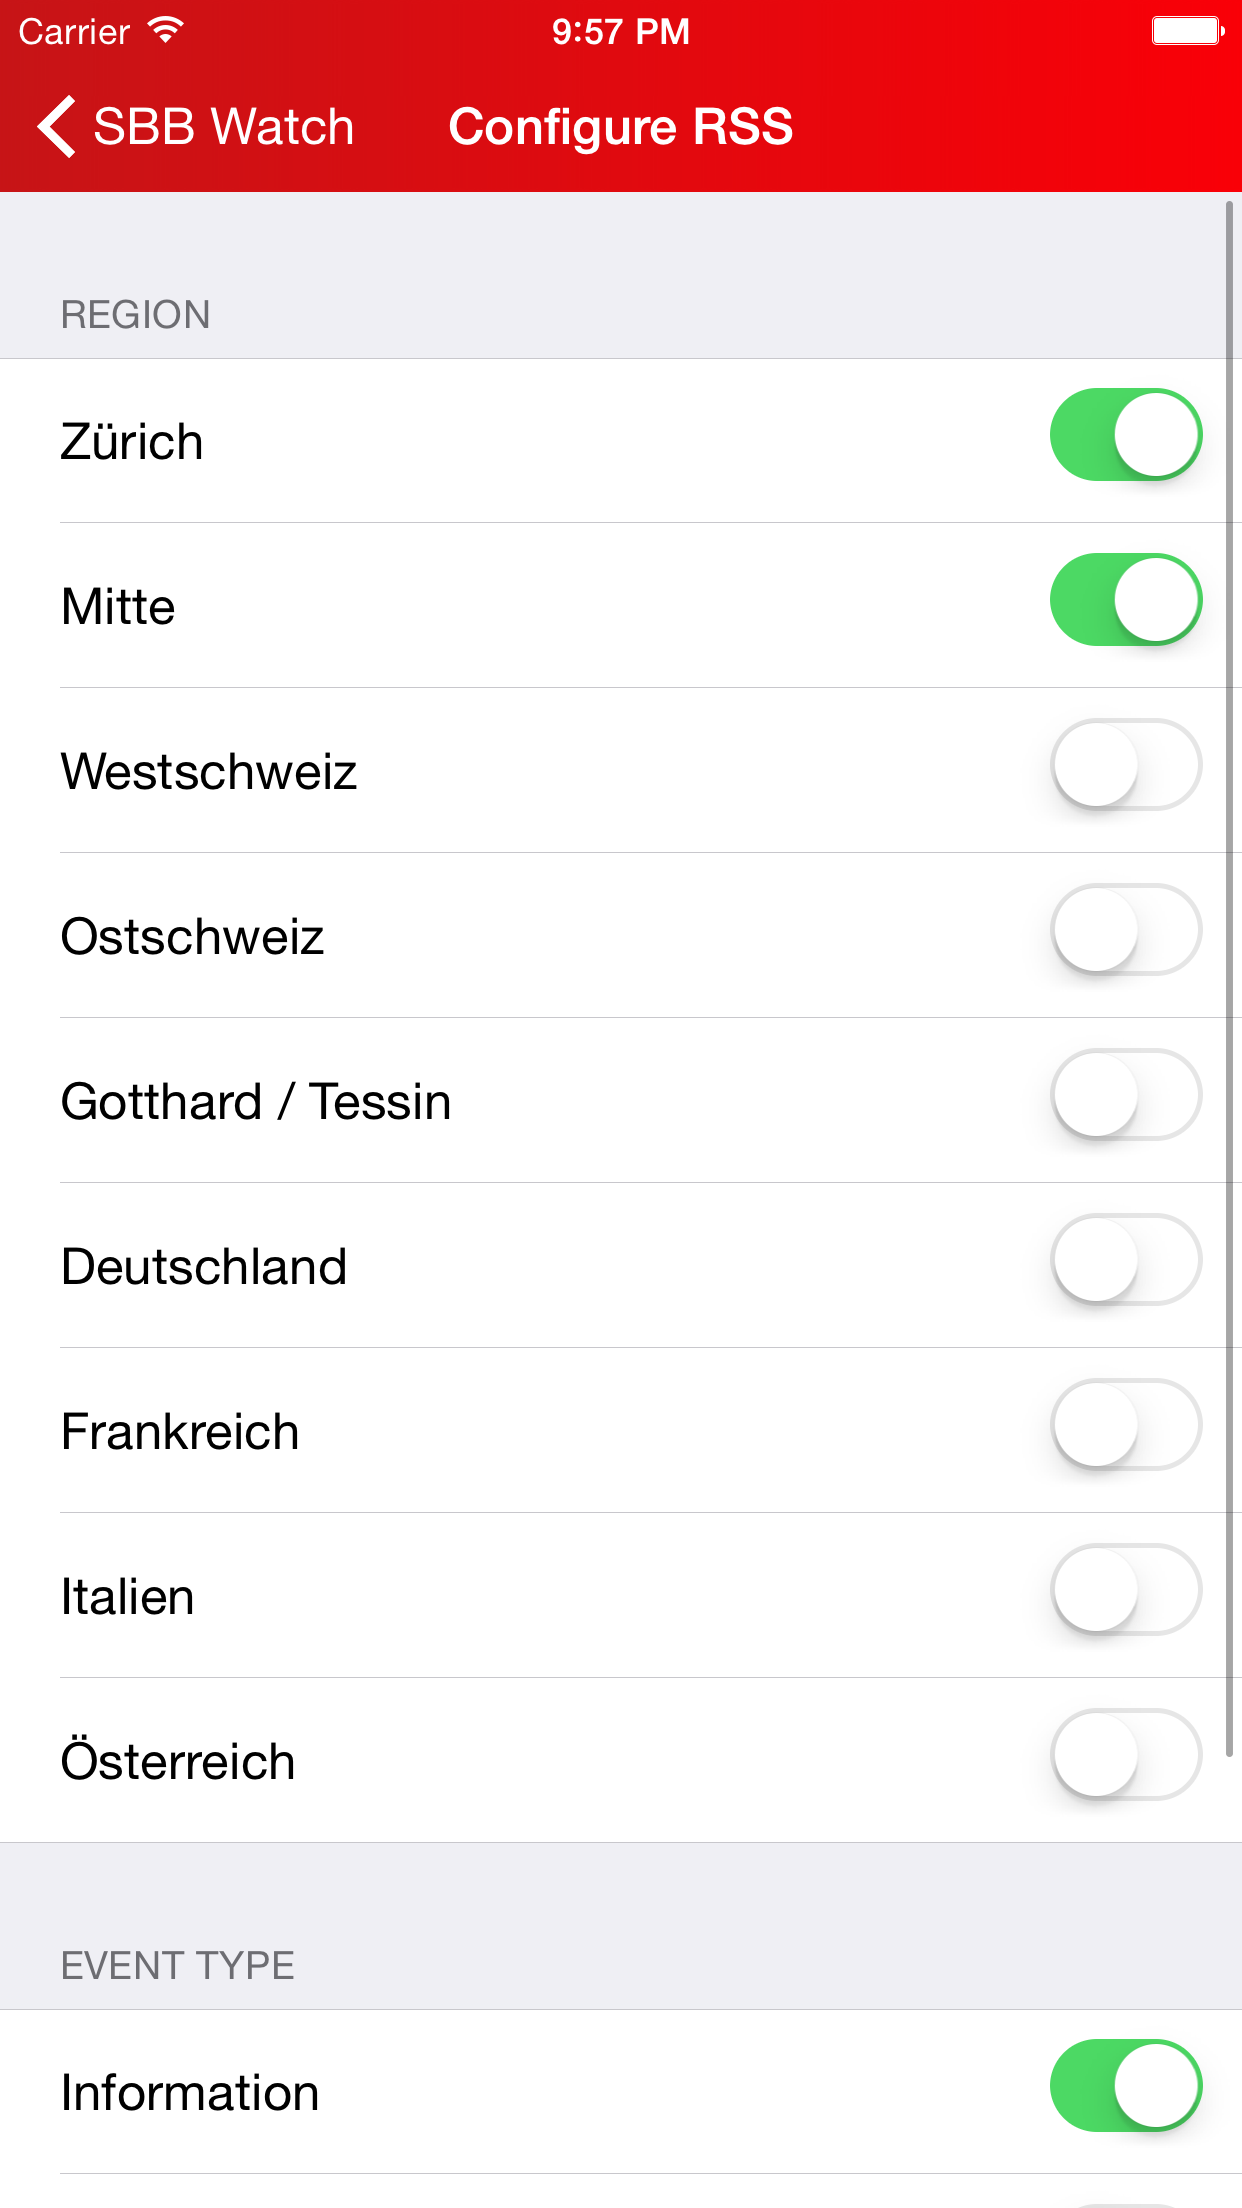 Carrier 9:57 PM
SBB Watch Configure RSS
REGION
Zürich
Mitte
Westschweiz
Ostschweiz
Gotthard / Tessin
Deutschland
Frankreich
Italien
Österreich
EVENT TYPE
Information